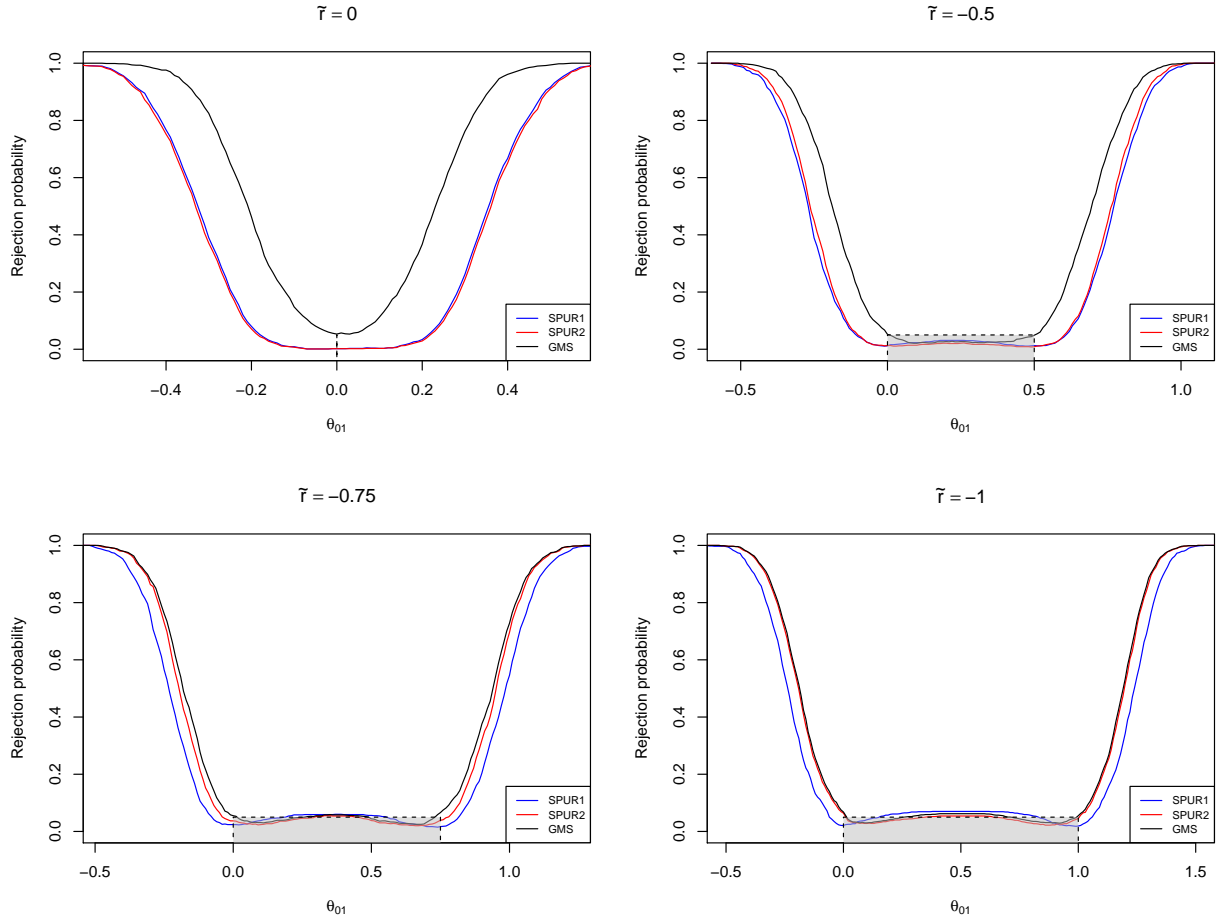 r̃ = 0
Rejection probability
0.0 0.2 0.4 0.6 0.8 1.0
SPUR1
SPUR2
GMS
−0.4 −0.2 0.0 0.2 0.4
θ01
r̃ = −0.5
Rejection probability
0.0 0.2 0.4 0.6 0.8 1.0
SPUR1
SPUR2
GMS
−0.5 0.0 0.5 1.0
θ01
r̃ = −0.75
Rejection probability
0.0 0.2 0.4 0.6 0.8 1.0
SPUR1
SPUR2
GMS
−0.5 0.0 0.5 1.0
θ01
r̃ = −1
Rejection probability
0.0 0.2 0.4 0.6 0.8 1.0
SPUR1
SPUR2
GMS
−0.5 0.0 0.5 1.0 1.5
θ01